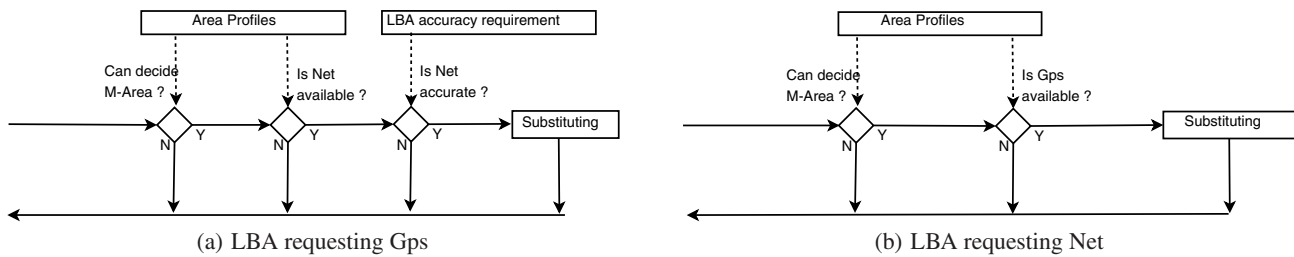 Area Profiles
LBA accuracy requirement
Can decide
M-Area ?
Is Net
available ?
Is Net
accurate ?
Substituting
N
Y
N
Y
N
Y
(a) LBA requesting Gps
Area Profiles
Can decide
M-Area ?
Is Gps
available ?
Substituting
N
Y
N
Y
(b) LBA requesting Net